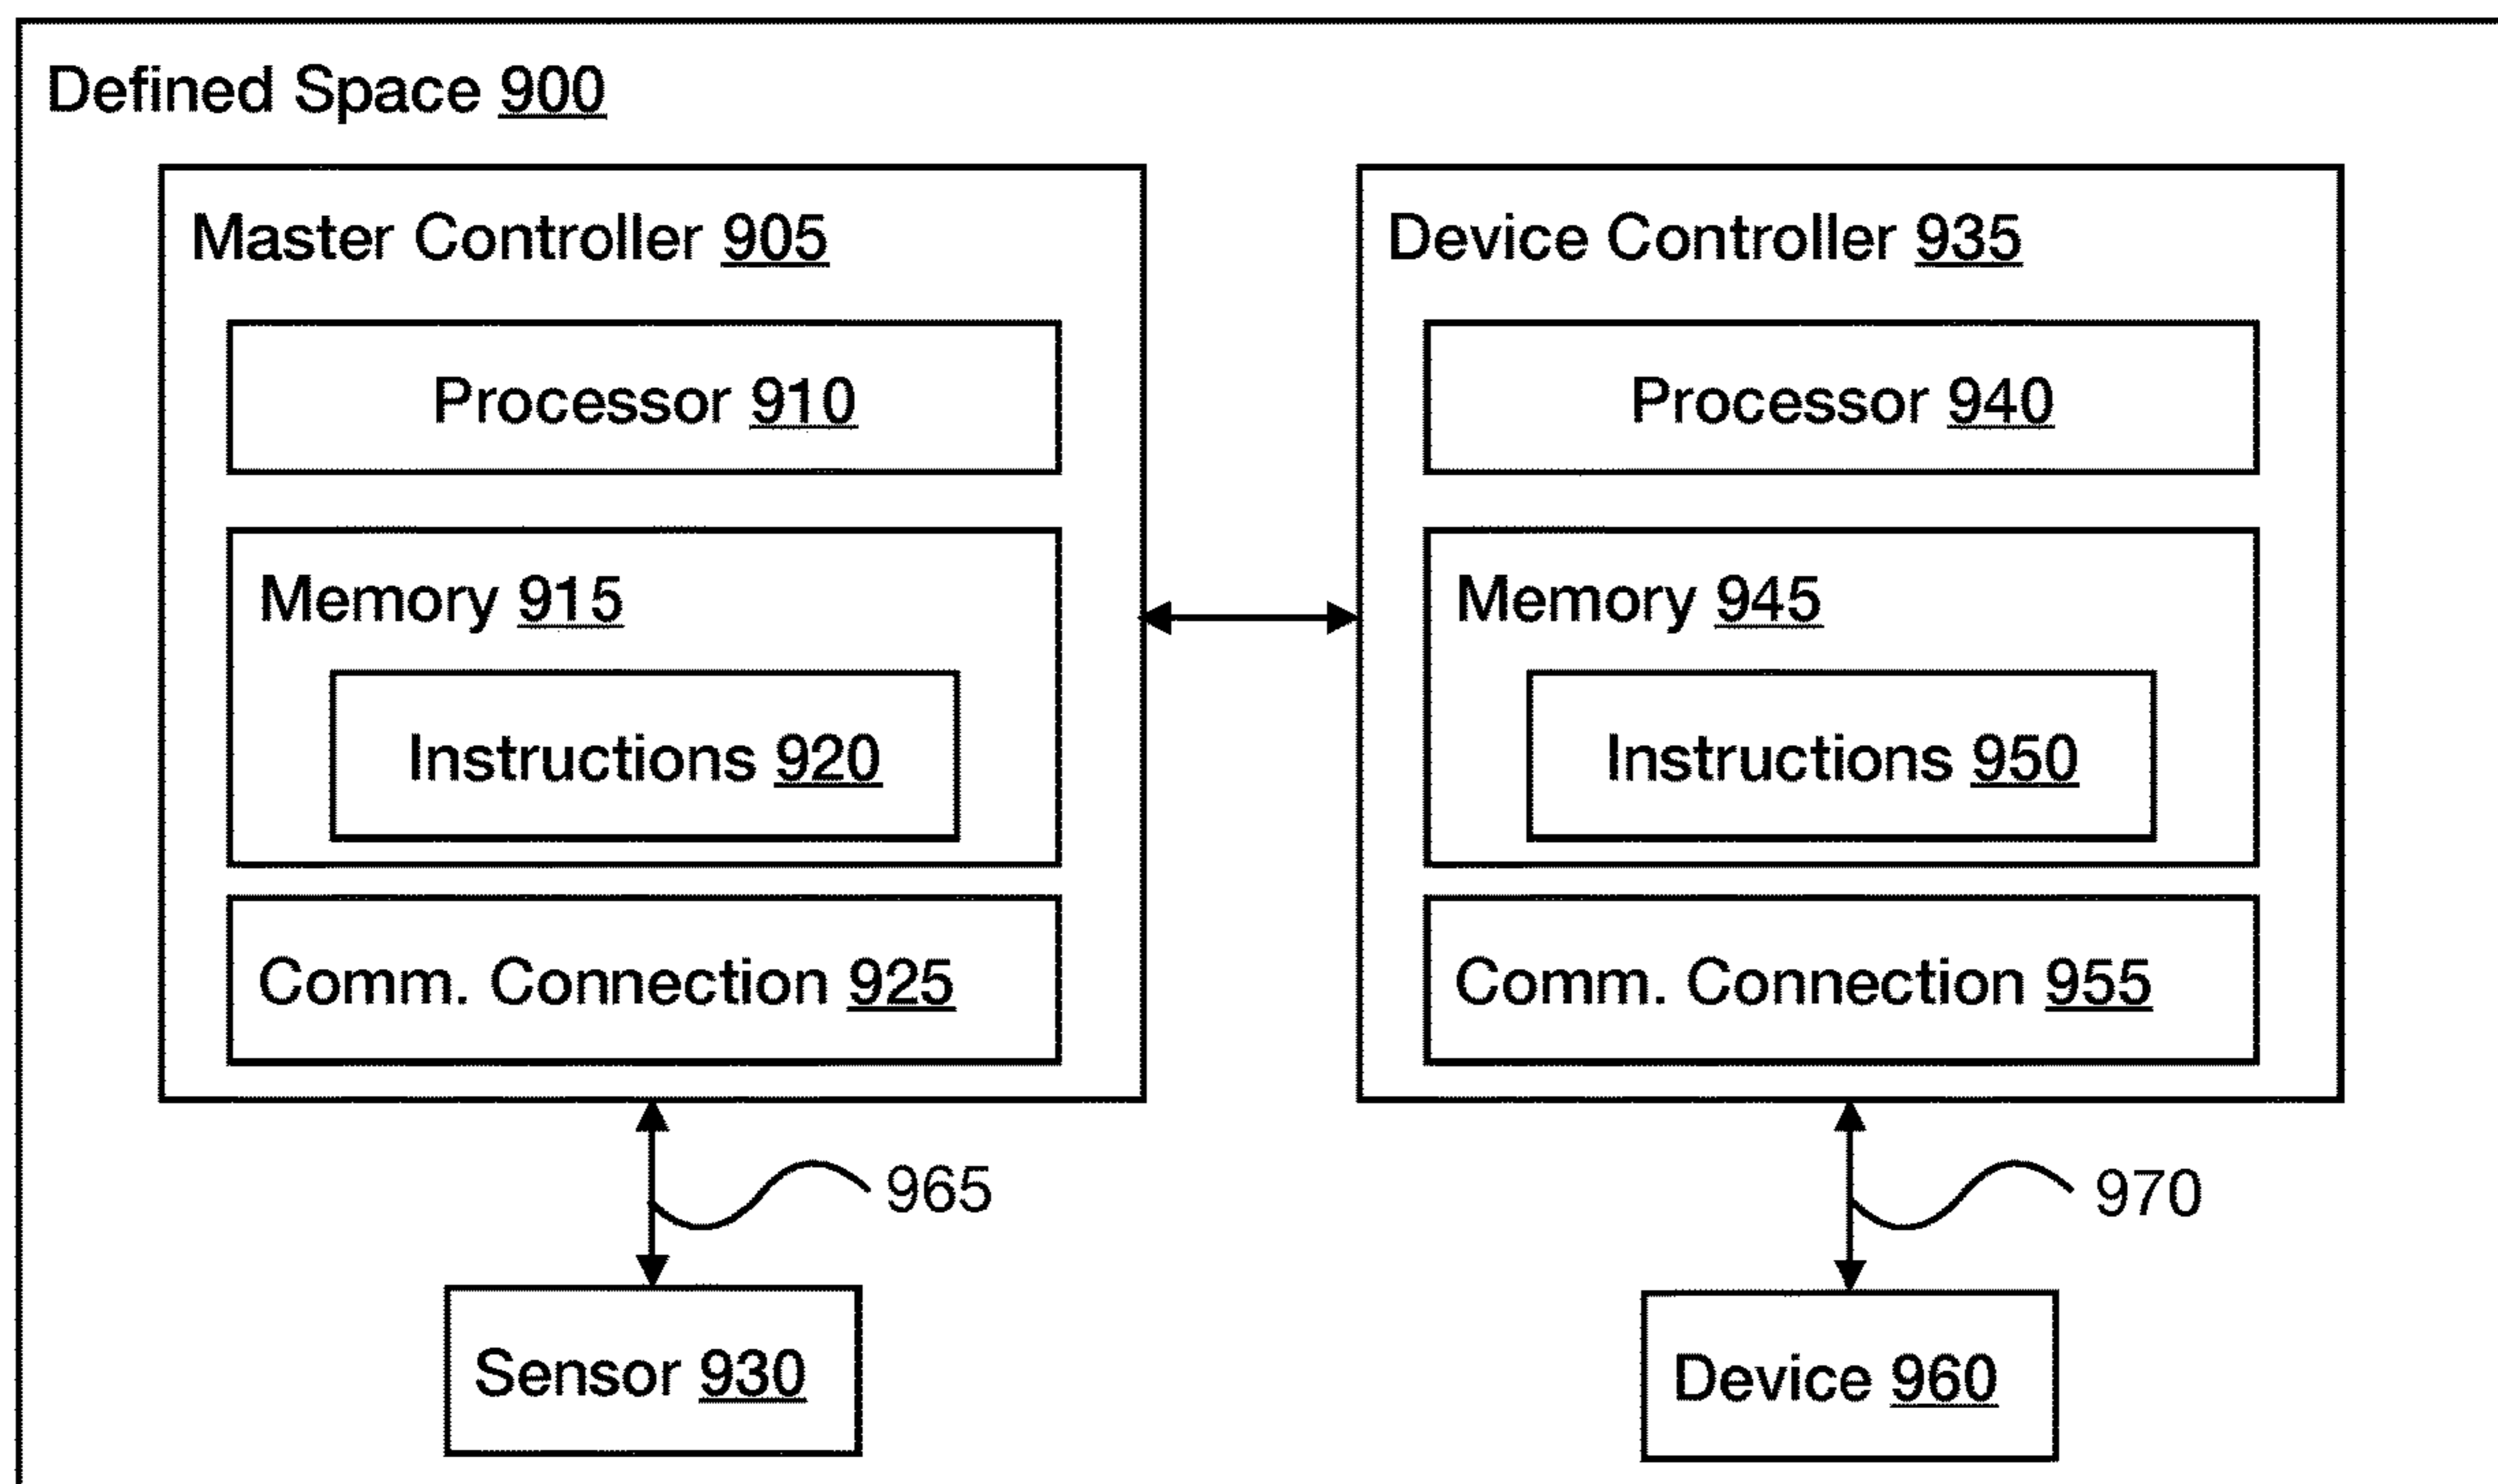 Defined Space 900
Master Controller 905
Processor 910
Memory 915
Instructions 920
Comm. Connection 925
Device Controller 935
Processor 940
Memory 945
Instructions 950
Comm. Connection 955
965
970
Sensor 930
Device 960